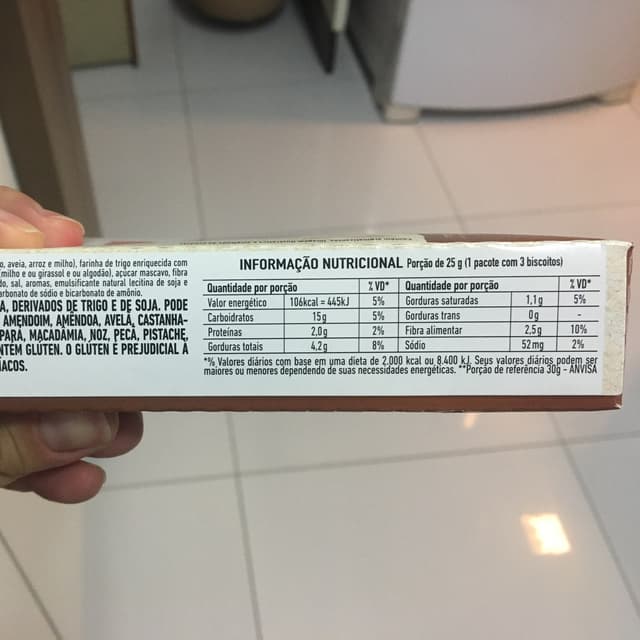 o, aveia, arroz e milho), farinha de trigo enriquecida com
milho e ou girassol e ou algodão), açúcar mascavo, fibra
do, sal, aromas, emulsificante natural lecitina de soja e
arbonato de sódio e bicarbonato de amônio.
A, DERIVADOS DE TRIGO E DE SOJA. PODE
AMENDOIM, AMÊNDOA, AVELÃ, CASTANHA-
PARÁ, MACADÂMIA, NOZ, PECÃ, PISTACHE,
NTEM GLÚTEN. O GLÚTEN É PREJUDICIAL À
ÍACOS.
INFORMAÇÃO NUTRICIONAL Porção de 25 g (1 pacote com 3 biscoitos)
Quantidade por porção % VD* Quantidade por porção % VD*
Valor energético 106kcal = 445kJ 5% Gorduras saturadas 1,1g 5%
Carboidratos 15g 5% Gorduras trans 0g -
Proteínas 2,0g 2% Fibra alimentar 2,5g 10%
Gorduras totais 4,2g 8% Sódio 52mg 2%
*% Valores diários com base em uma dieta de 2.000 kcal ou 8.400 kJ. Seus valores diários podem ser
maiores ou menores dependendo de suas necessidades energéticas. **Porção de referência 30g - ANVISA